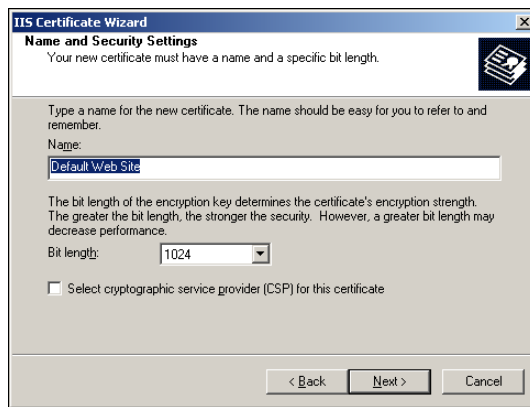 IIS Certificate Wizard
Name and Security Settings
Your new certificate must have a name and a specific bit length.
Type a name for the new certificate. The name should be easy for you to refer to and
remember.
Name:
Default Web Site
The bit length of the encryption key determines the certificate's encryption strength.
The greater the bit length, the stronger the security. However, a greater bit length may
decrease performance.
Bit length: 1024
Select cryptographic service provider (CSP) for this certificate
< Back Next > Cancel